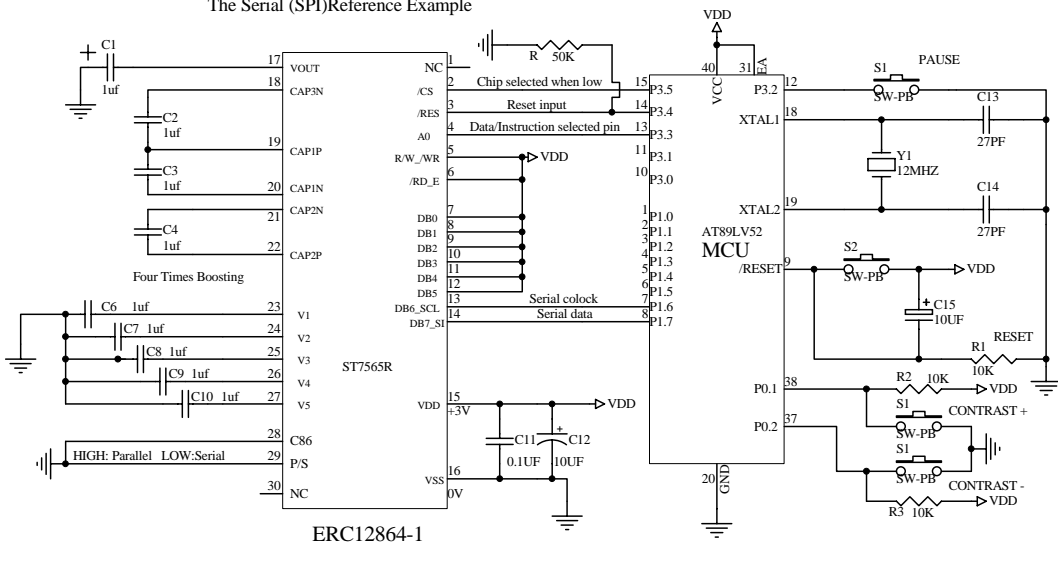 The Serial (SPI)Reference Example
VDD
C1
1uf
17
VOUT
18
CAP3N
C2
1uf
19
CAP1P
C3
1uf
20
CAP1N
CAP2N
21
C4
1uf
22
CAP2P
Four Times Boosting
C6 1uf
23
V1
C7 1uf
24
V2
C8 1uf
25
V3
C9 1uf
26
V4
C10 1uf
27
V5
28
C86
HIGH: Parallel LOW:Serial
29
P/S
30
NC
ST7565R
ERC12864-1
NC
1
/CS
2
Chip selected when low
/RES
3
Reset input
A0
4
Data/Instruction selected pin
R/W_/WR
5
VDD
/RD_E
6
DB0
7
DB1
8
DB2
9
DB3
10
DB4
11
DB5
12
DB6_SCL
13
Serial colock
DB7_SI
14
Serial data
VDD
15
+3V
VDD
C11
0.1UF
C12
10UF
VSS
16
0V
R 50K
15
P3.5
14
P3.4
13
P3.3
11
P3.1
10
P3.0
1
P1.0
2
P1.1
3
P1.2
4
P1.3
5
P1.4
6
P1.5
7
P1.6
8
P1.7
40
VCC
31
EA
AT89LV52
MCU
20
GND
P3.2
12
S1
SW-PB
PAUSE
XTAL1
18
C13
27PF
Y1
12MHZ
XTAL2
19
C14
27PF
/RESET
9
S2
SW-PB
VDD
C15
10UF
RESET
R1
10K
P0.1
38
R2 10K
VDD
S1
SW-PB
CONTRAST +
P0.2
37
S1
SW-PB
CONTRAST -
R3 10K
VDD